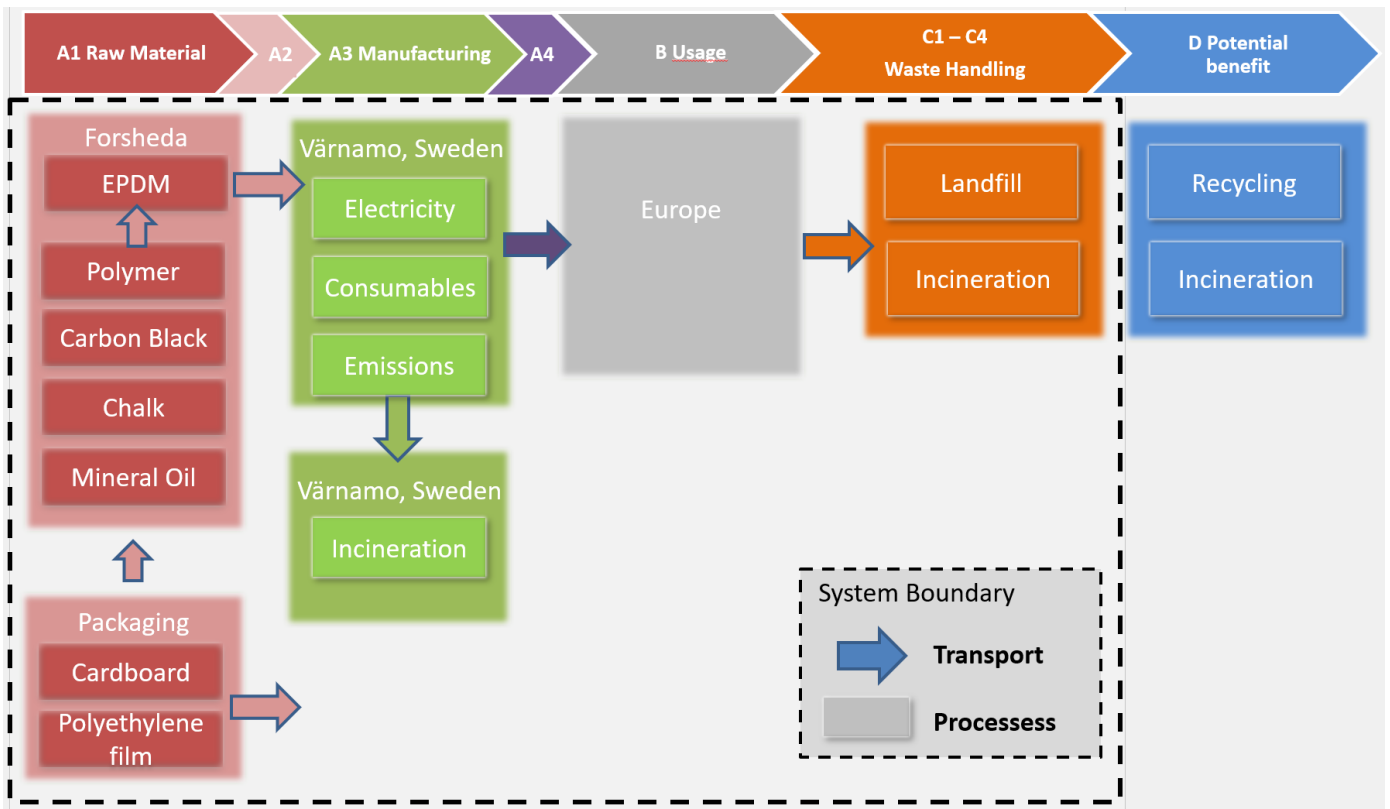 A1 Raw Material
A2
A3 Manufacturing
A4
B Usage
C1 – C4
Waste Handling
D Potential
benefit
Forsheda
EPDM
Polymer
Carbon Black
Chalk
Mineral Oil
Packaging
Cardboard
Polyethylene
film
Värnamo, Sweden
Electricity
Consumables
Emissions
Värnamo, Sweden
Incineration
Europe
Landfill
Incineration
Recycling
Incineration
System Boundary
Transport
Processess